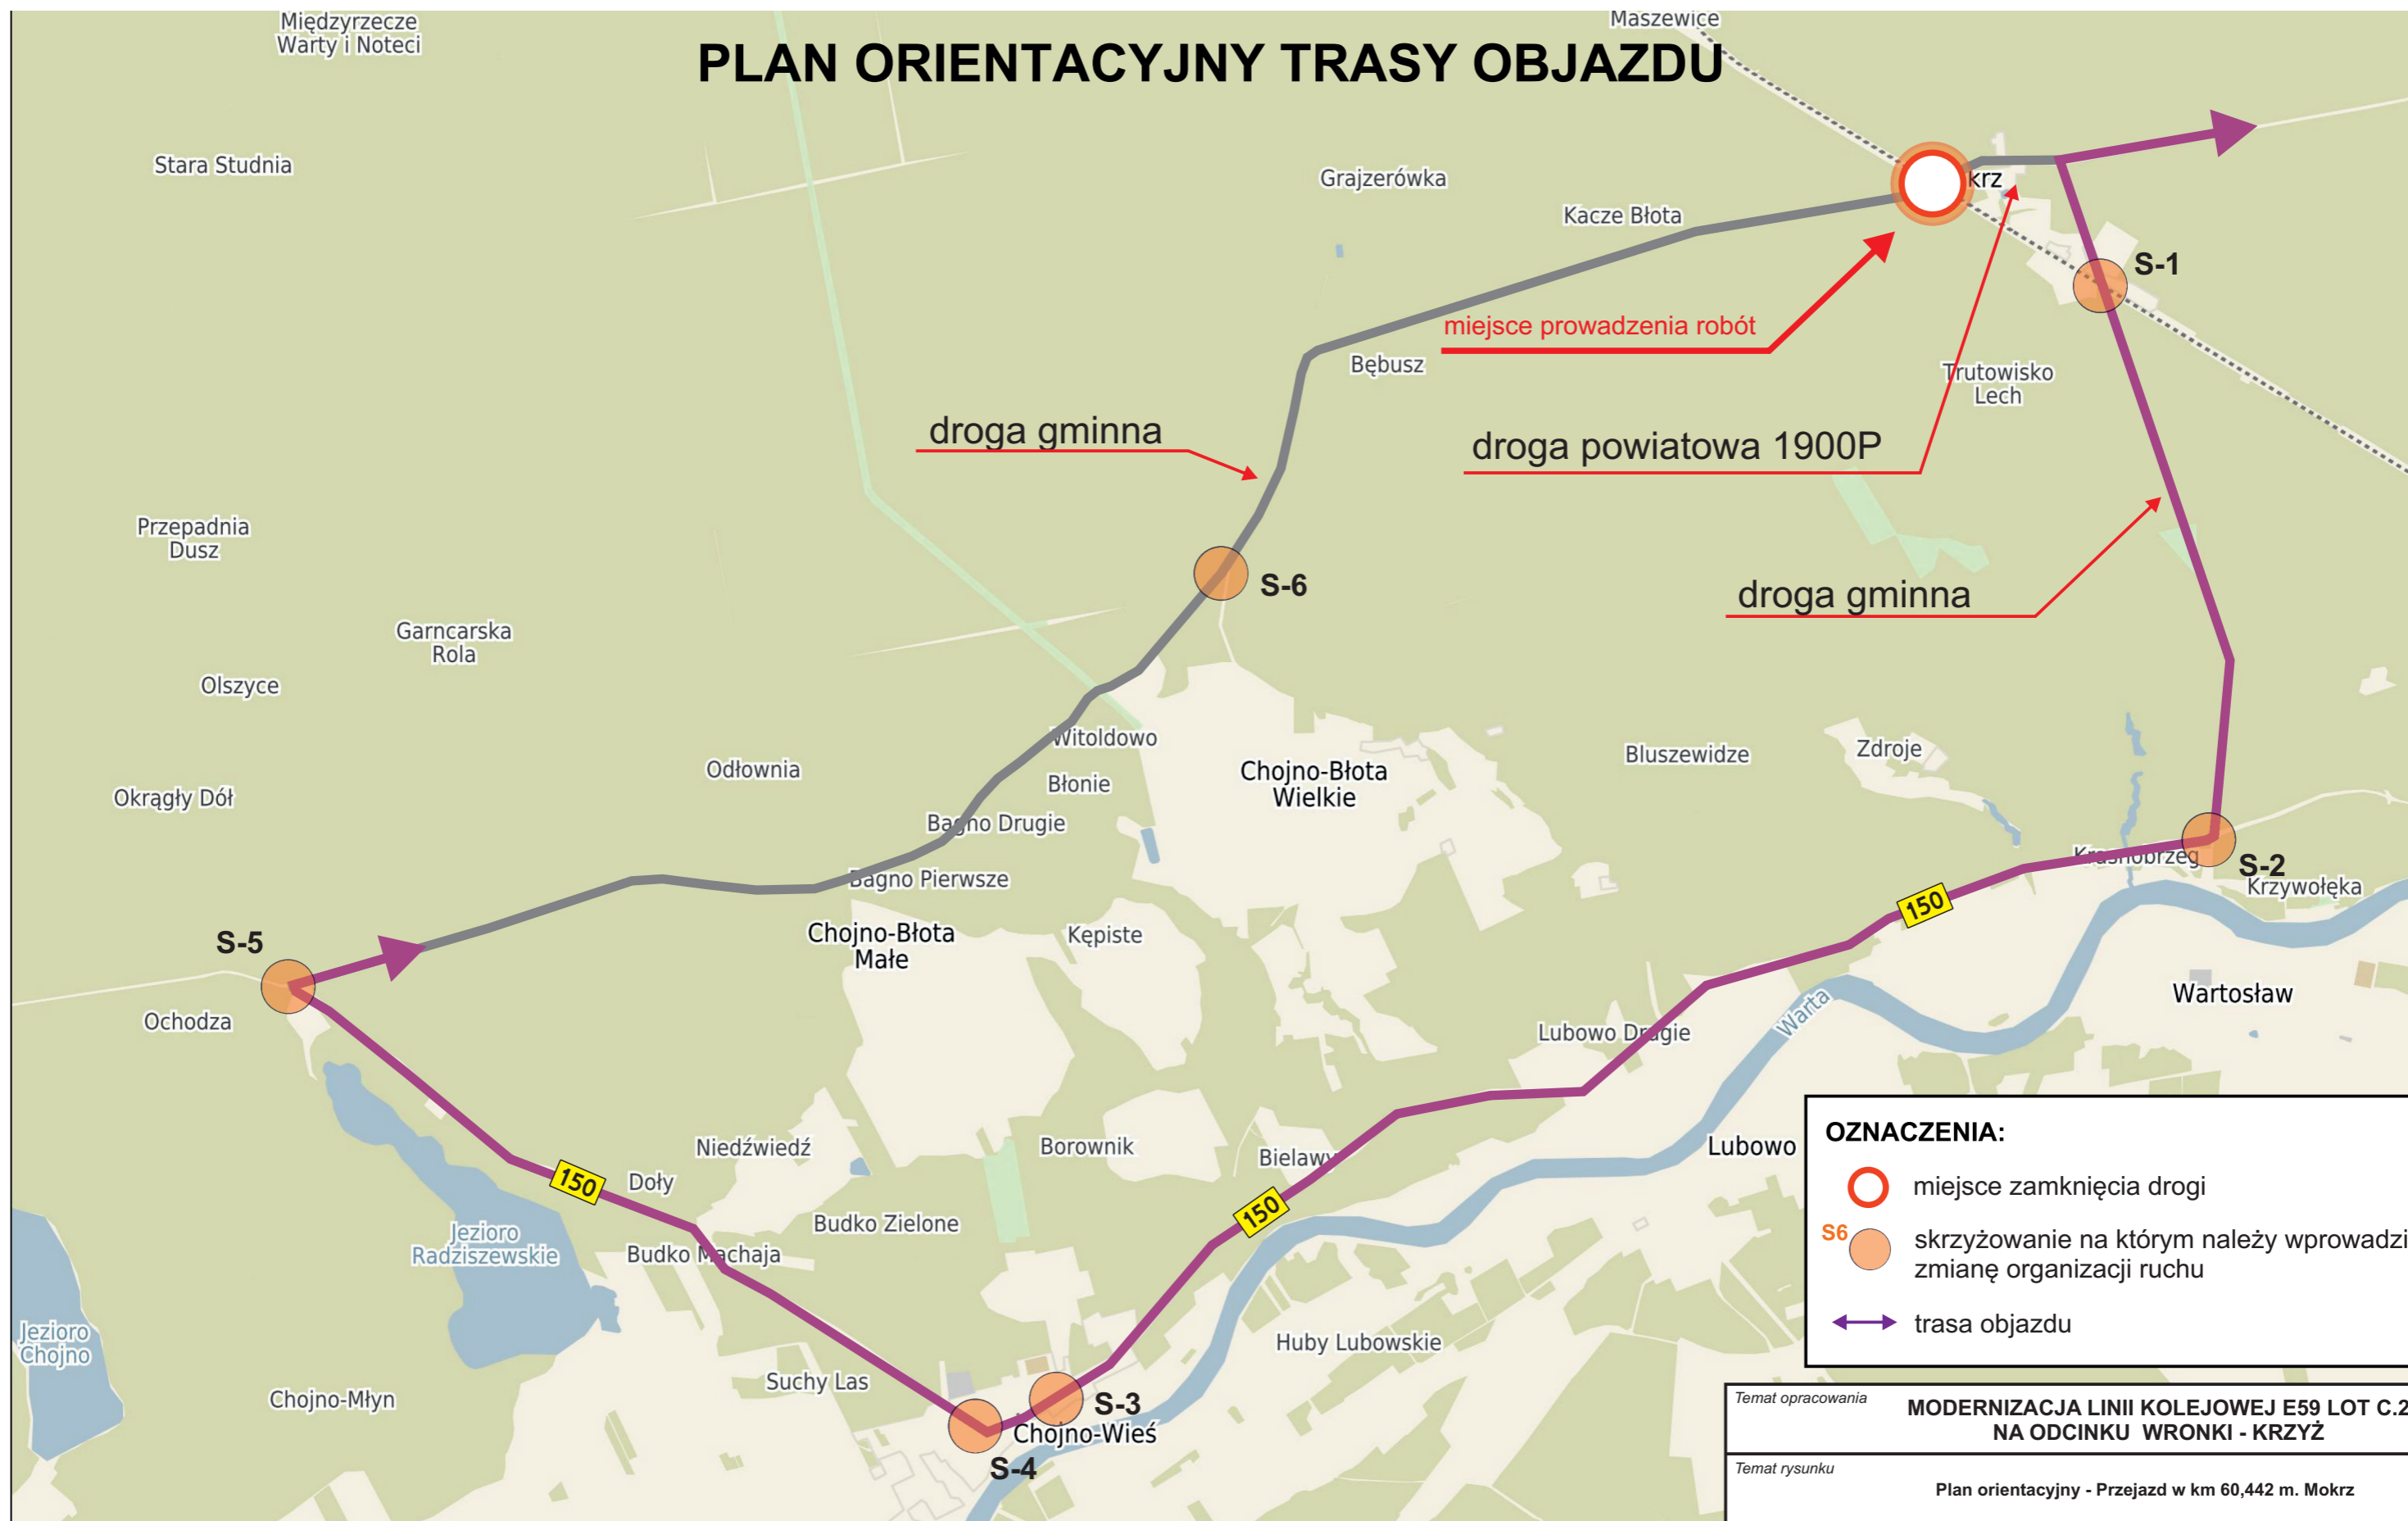 Międzyrzecze
Warty i Noteci
Maszewice
PLAN ORIENTACYJNY TRASY OBJAZDU
Stara Studnia
Grajzerówka
krz
Kacze Błota
S-1
miejsce prowadzenia robót
Bębusz
Trutowisko
Lech
droga gminna
droga powiatowa 1900P
Przepadnia
Dusz
S-6
droga gminna
Garncarska
Rola
Olszyce
Witoldowo
Odłownia
Chojno-Błota
Wielkie
Bluszewidze
Zdroje
Błonie
Okrągły Dół
Bagno Drugie
Krasnobrzeg
S-2
Krzywołęka
Bagno Pierwsze
150
S-5
Chojno-Błota
Małe
Kępiste
Wartosław
Warta
Ochodza
Lubowo Drugie
Niedźwiedź
Borownik
Bielawy
Lubowo
150
Doły
150
Budko Zielone
Jezioro
Radziszewskie
Budko Machaja
Jezioro
Chojno
Huby Lubowskie
Suchy Las
Chojno-Młyn
S-3
Chojno-Wieś
S-4
OZNACZENIA:
miejsce zamknięcia drogi
S6
skrzyżowanie na którym należy wprowadzi
zmianę organizacji ruchu
trasa objazdu
Temat opracowania
MODERNIZACJA LINII KOLEJOWEJ E59 LOT C.2
NA ODCINKU WRONKI - KRZYŻ
Temat rysunku
Plan orientacyjny - Przejazd w km 60,442 m. Mokrz